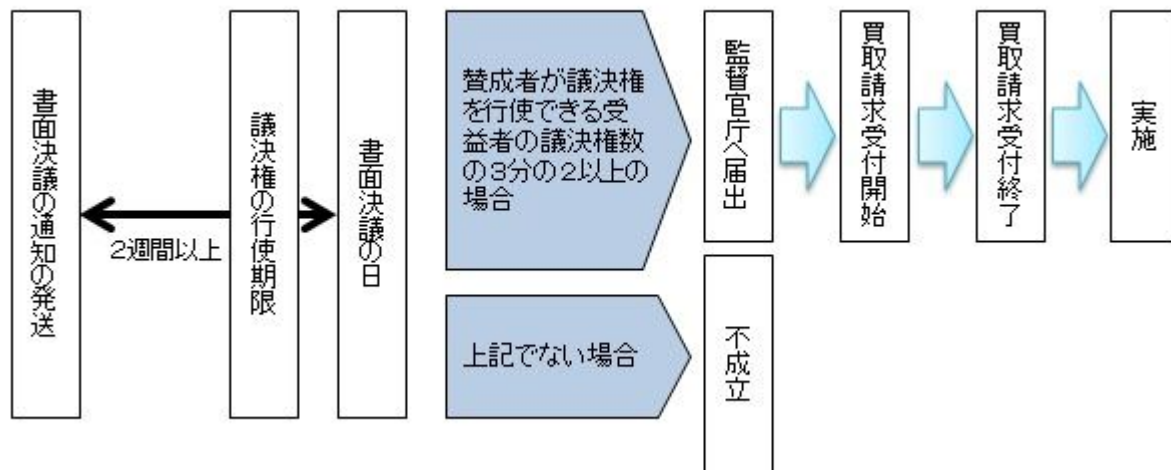 書面決議の通知の発送
2週間以上
議決権の行使期限
書面決議の日
賛成者が議決権
を行使できる受
益者の議決権数
の3分の2以上の
場合
監督官庁へ届出
買取請求受付開始
買取請求受付終了
実施
上記でない場合
不成立